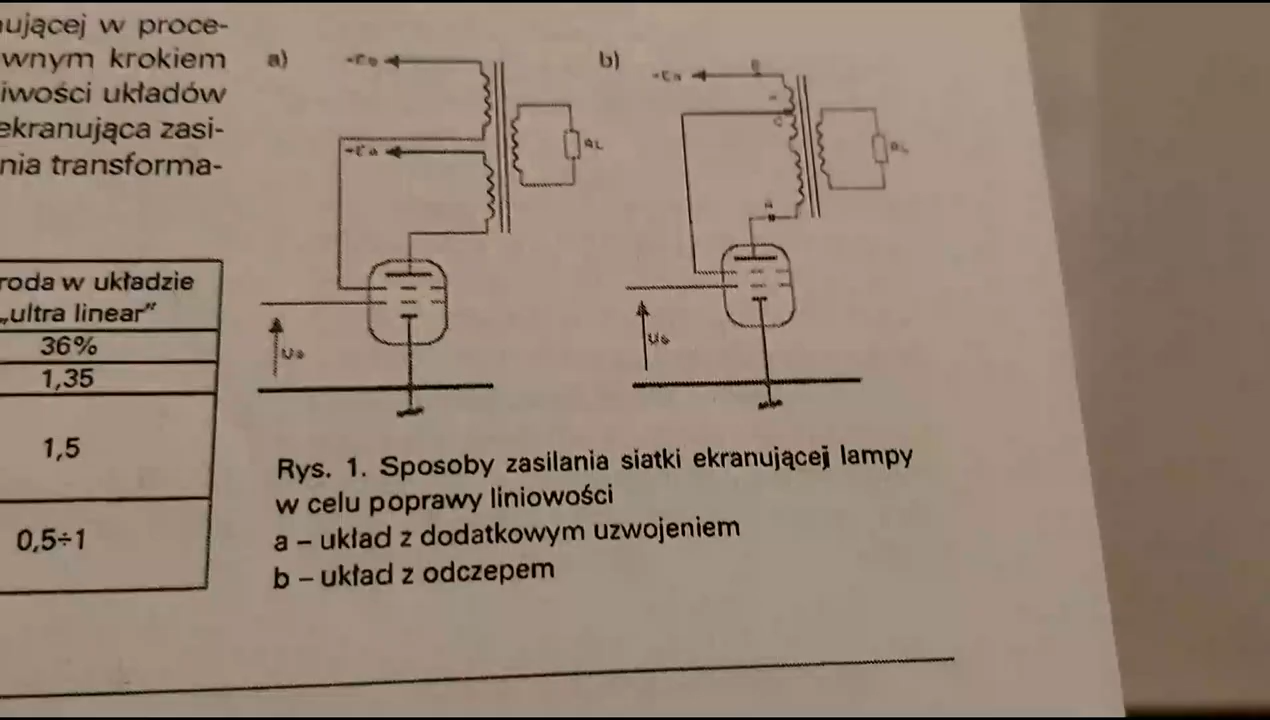 ującej w proce-
wnym krokiem
iwości układów
ekranująca zasi-
nia transforma-
roda w układzie
„ultra linear”
36%
1,35
1,5
0,5÷1
a)
b)
Rys. 1. Sposoby zasilania siatki ekranującej lampy
w celu poprawy liniowości
a – układ z dodatkowym uzwojeniem
b – układ z odczepem